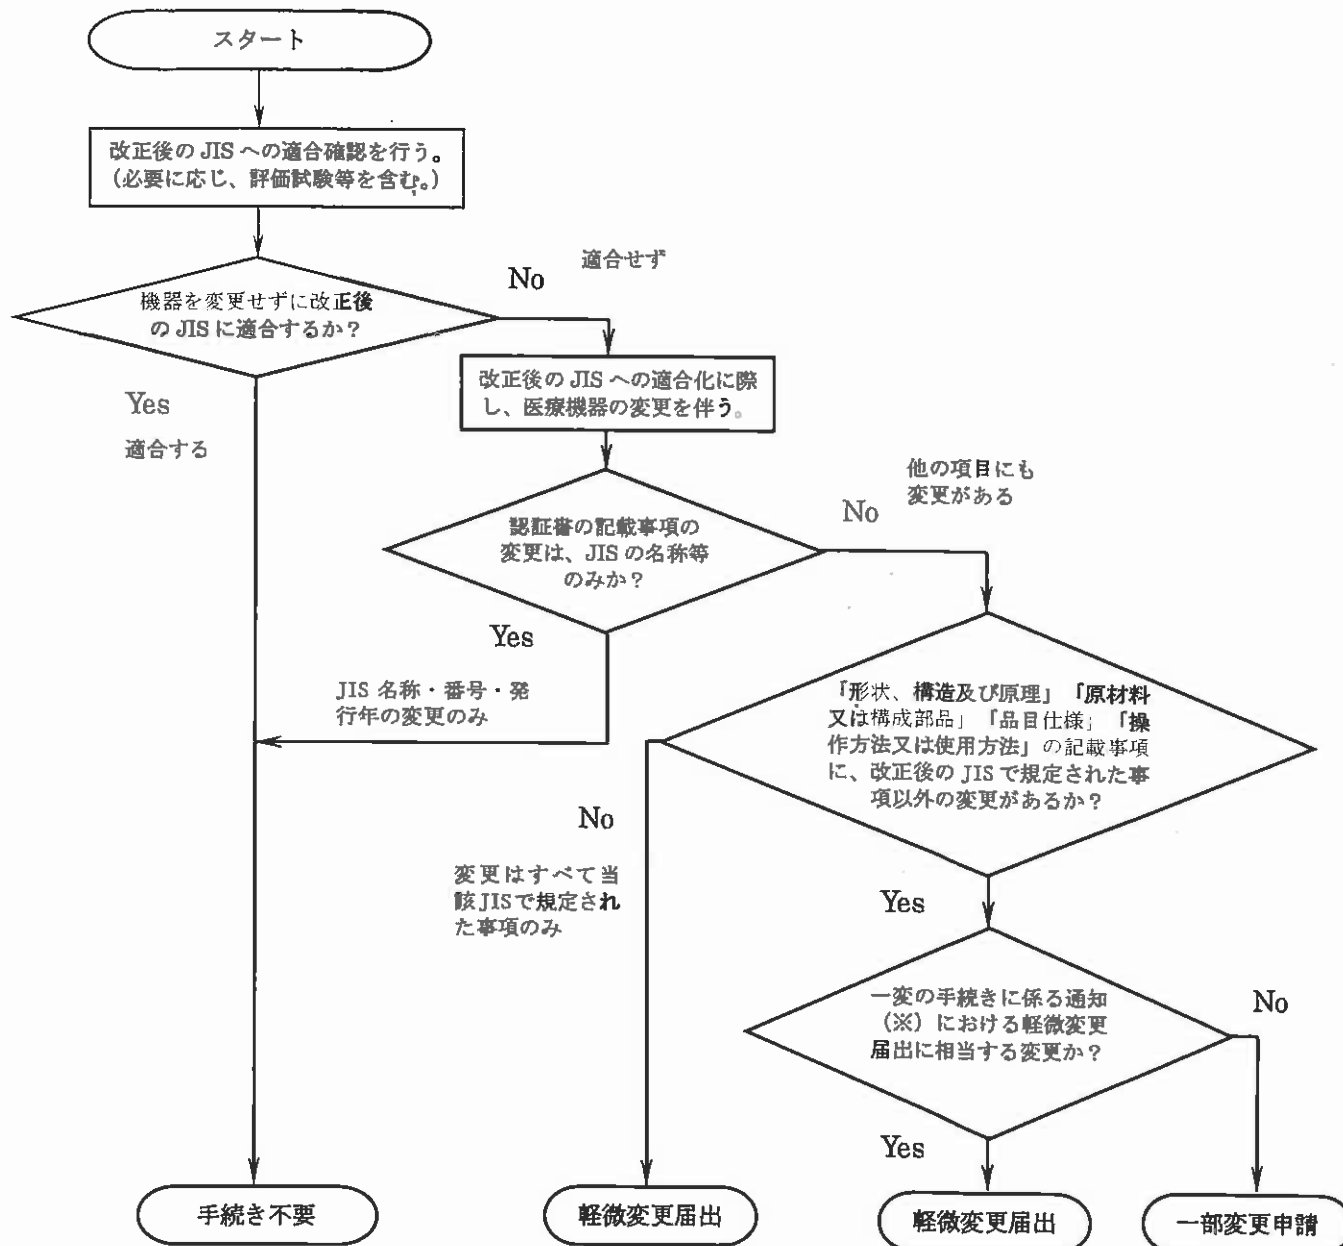 スタート
改正後の JIS への適合確認を行う。
（必要に応じ、評価試験等を含む。）
No
適合せず
機器を変更せずに改正後
の JIS に適合するか？
改正後の JIS への適合化に際
し、医療機器の変更を伴う。
Yes
適合する
他の項目にも
変更がある
No
認証書の記載事項の
変更は、JIS の名称等
のみか？
Yes
JIS 名称・番号・発
行年の変更のみ
「形状、構造及び原理」「原材料
又は構成部品」「品目仕様」「操
作方法又は使用方法」の記載事項
に、改正後の JIS で規定された事
項以外の変更があるか？
No
変更はすべて当
該JISで規定され
た事項のみ
Yes
一変の手続きに係る通知
（※）における軽微変更
届出に相当する変更か？
No
Yes
手続き不要
軽微変更届出
軽微変更届出
一部変更申請